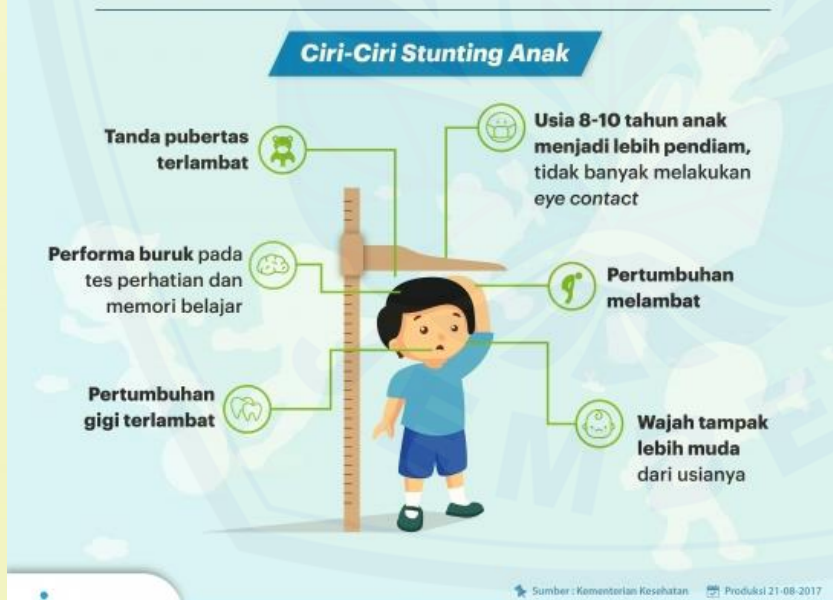 Ciri-Ciri Stunting Anak
Tanda pubertas
terlambat
Usia 8-10 tahun anak
menjadi lebih pendiam,
tidak banyak melakukan
eye contact
Performa buruk pada
tes perhatian dan
memori belajar
Pertumbuhan
melambat
Pertumbuhan
gigi terlambat
Wajah tampak
lebih muda
dari usianya
Sumber : Kementerian Kesehatan
Produksi 21-08-2017